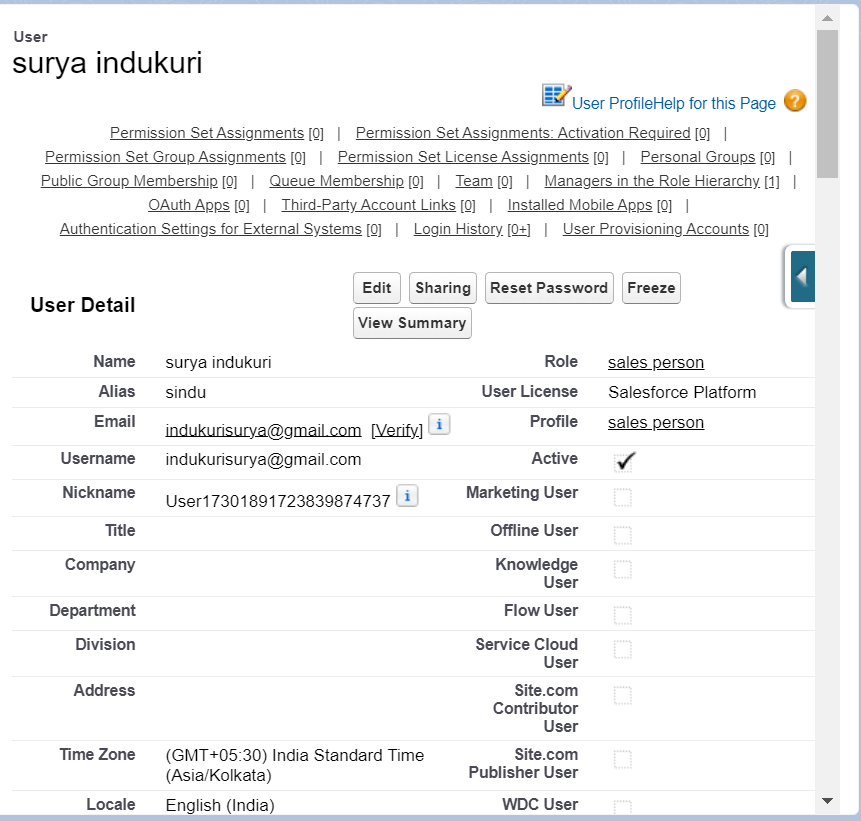 User
surya indukuri
User ProfileHelp for this Page ?
Permission Set Assignments [0] | Permission Set Assignments: Activation Required [0] |
Permission Set Group Assignments [0] | Permission Set License Assignments [0] | Personal Groups [0] |
Public Group Membership [0] | Queue Membership [0] | Team [0] | Managers in the Role Hierarchy [1] |
OAuth Apps [0] | Third-Party Account Links [0] | Installed Mobile Apps [0] |
Authentication Settings for External Systems [0] | Login History [0+] | User Provisioning Accounts [0]
User Detail
Edit Sharing Reset Password Freeze
View Summary
Name surya indukuri Role sales person
Alias sindu User License Salesforce Platform
Email indukurisurya@gmail.com [Verify] i Profile sales person
Username indukurisurya@gmail.com Active
Nickname User17301891723839874737 i Marketing User
Title Offline User
Company Knowledge
User
Department Flow User
Division Service Cloud
User
Address Site.com
Contributor
User
Time Zone (GMT+05:30) India Standard Time Site.com
(Asia/Kolkata) Publisher User
Locale English (India) WDC User